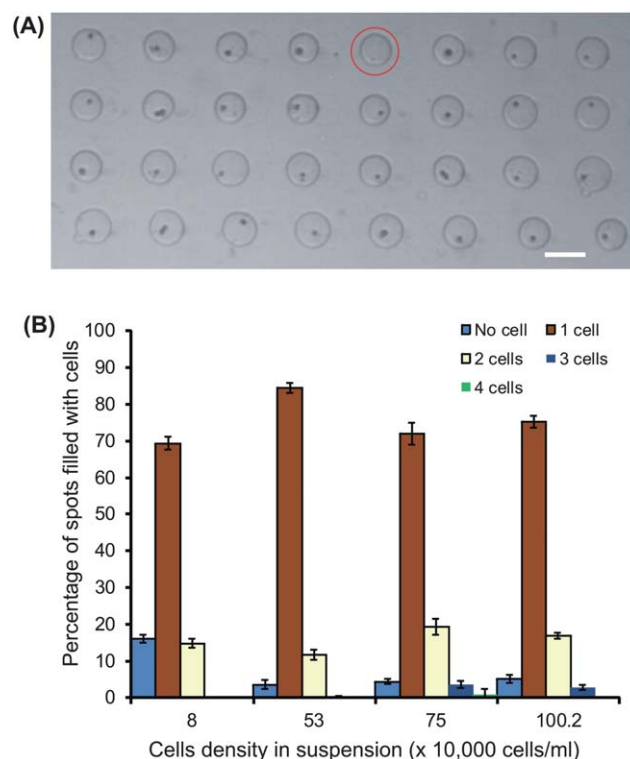 (A)
(B)
100
90
80
70
60
50
40
30
20
10
0
Percentage of spots filled with cells
No cell 1 cell
2 cells 3 cells
4 cells
8 53 75 100.2
Cells density in suspension (x 10,000 cells/ml)